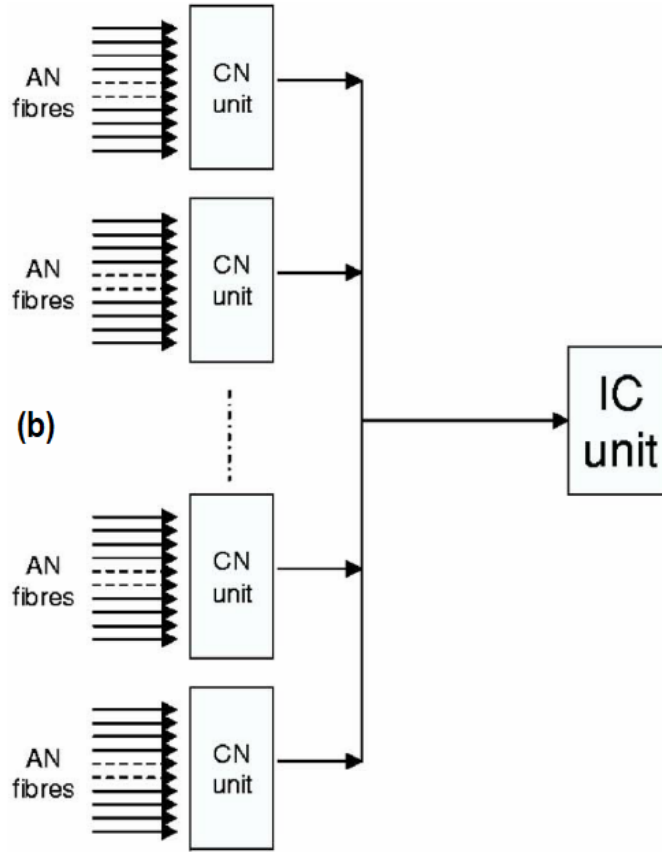 AN
fibres
CN
unit
AN
fibres
CN
unit
IC
unit
(b)
AN
fibres
CN
unit
AN
fibres
CN
unit